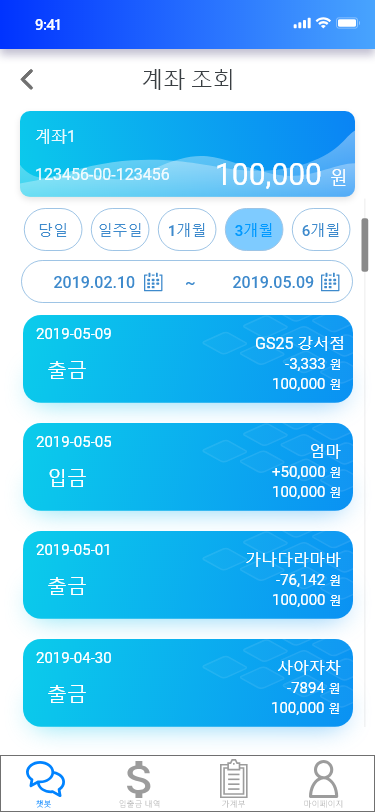 9:41
계좌 조회
계좌1
123456-00-123456
100,000 원
당일 일주일 1개월 3개월 6개월
2019.02.10 ~ 2019.05.09
2019-05-09
GS25 강서점
출금
-3,333 원
100,000 원
2019-05-05
엄마
입금
+50,000 원
100,000 원
2019-05-01
가나다라마바
출금
-76,142 원
100,000 원
2019-04-30
사아자차
출금
-7894 원
100,000 원
챗봇 입출금 내역 가계부 마이페이지